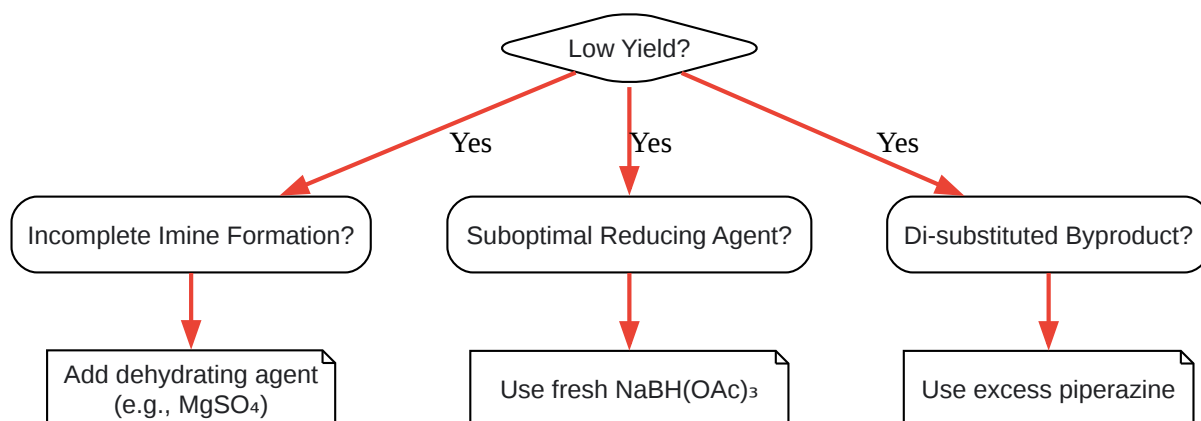 Low Yield?
Yes
Yes
Yes
Incomplete Imine Formation?
Suboptimal Reducing Agent?
Di-substituted Byproduct?
Add dehydrating agent
(e.g., MgSO₄)
Use fresh NaBH(OAc)₃
Use excess piperazine